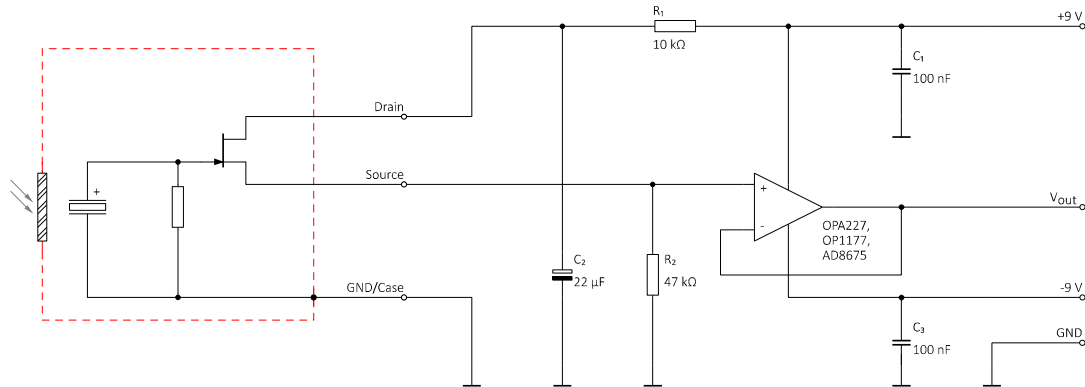 R₁
10 kΩ
+9 V
C₁
100 nF
Drain
+
Source
+
-
Vout
OPA227,
OP1177,
AD8675
C₂
22 µF
R₂
47 kΩ
GND/Case
-9 V
C₃
100 nF
GND